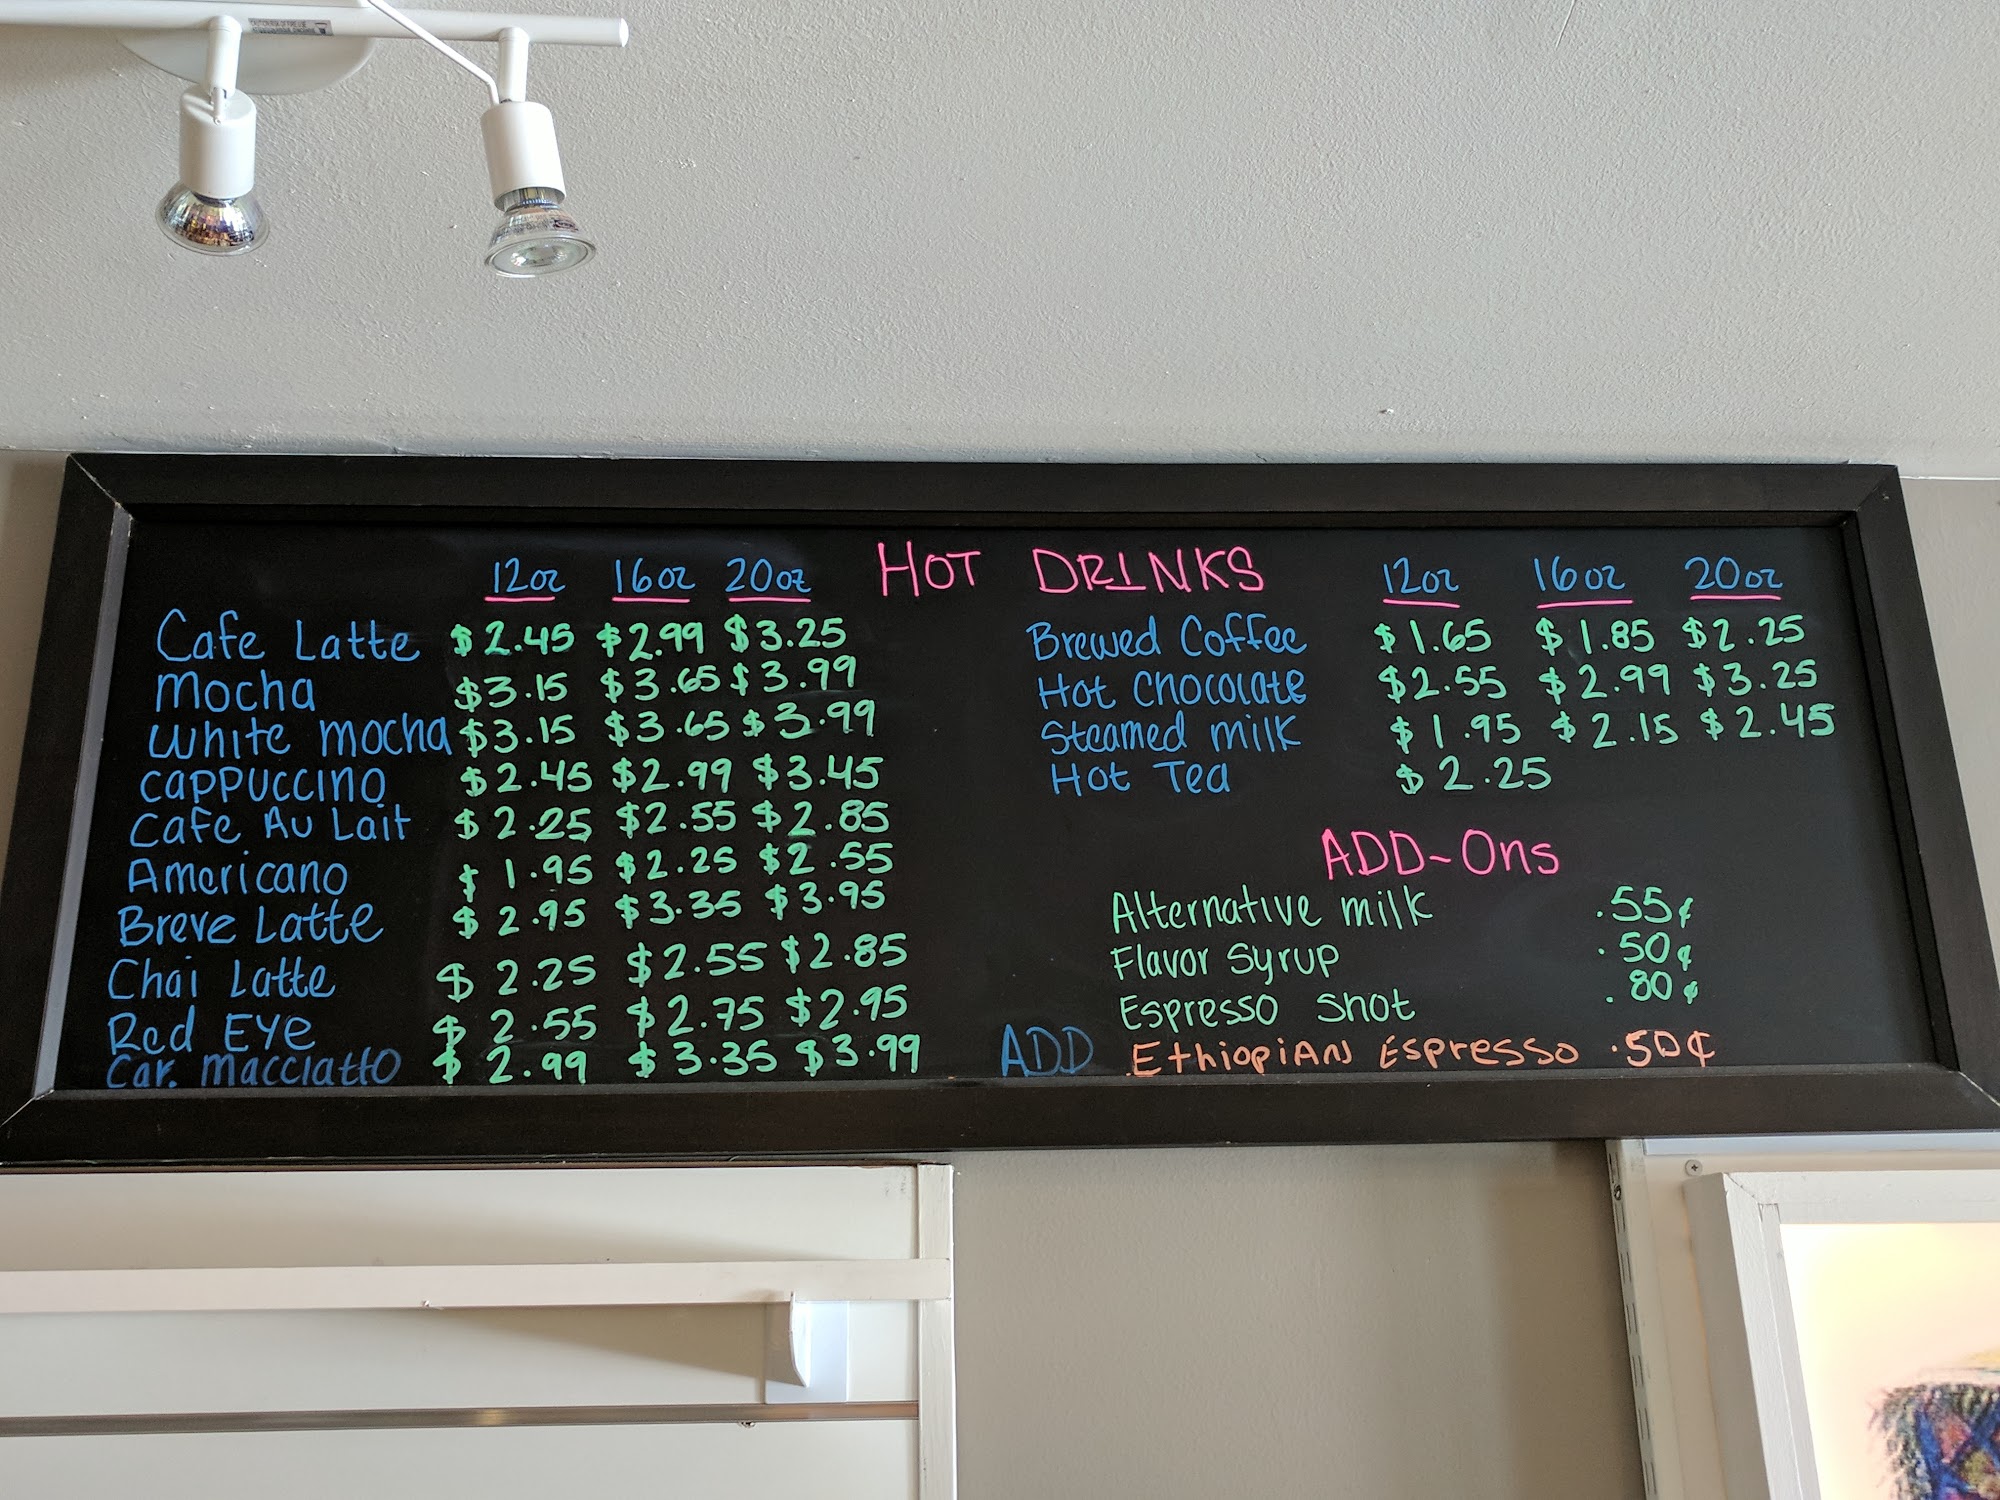 HOT DRINKS
12oz 16oz 20oz
Cafe Latte $2.45 $2.99 $3.25
Mocha $3.15 $3.65 $3.99
White mocha $3.15 $3.65 $3.99
CAPPUCCINO $2.45 $2.99 $3.45
Cafe Au Lait $2.25 $2.55 $2.85
Americano $1.95 $2.25 $2.55
Breve Latte $2.95 $3.35 $3.95
Chai Latte $2.25 $2.55 $2.85
Red EYe $2.55 $2.75 $2.95
Car. Macciatto $2.99 $3.35 $3.99
12oz 16oz 20oz
Brewed Coffee $1.65 $1.85 $2.25
Hot Chocolate $2.55 $2.99 $3.25
Steamed milk $1.95 $2.15 $2.45
Hot Tea $2.25
ADD-Ons
Alternative milk .55¢
Flavor Syrup .50¢
Espresso Shot .80¢
ADD EthiopiAN Espresso .50¢